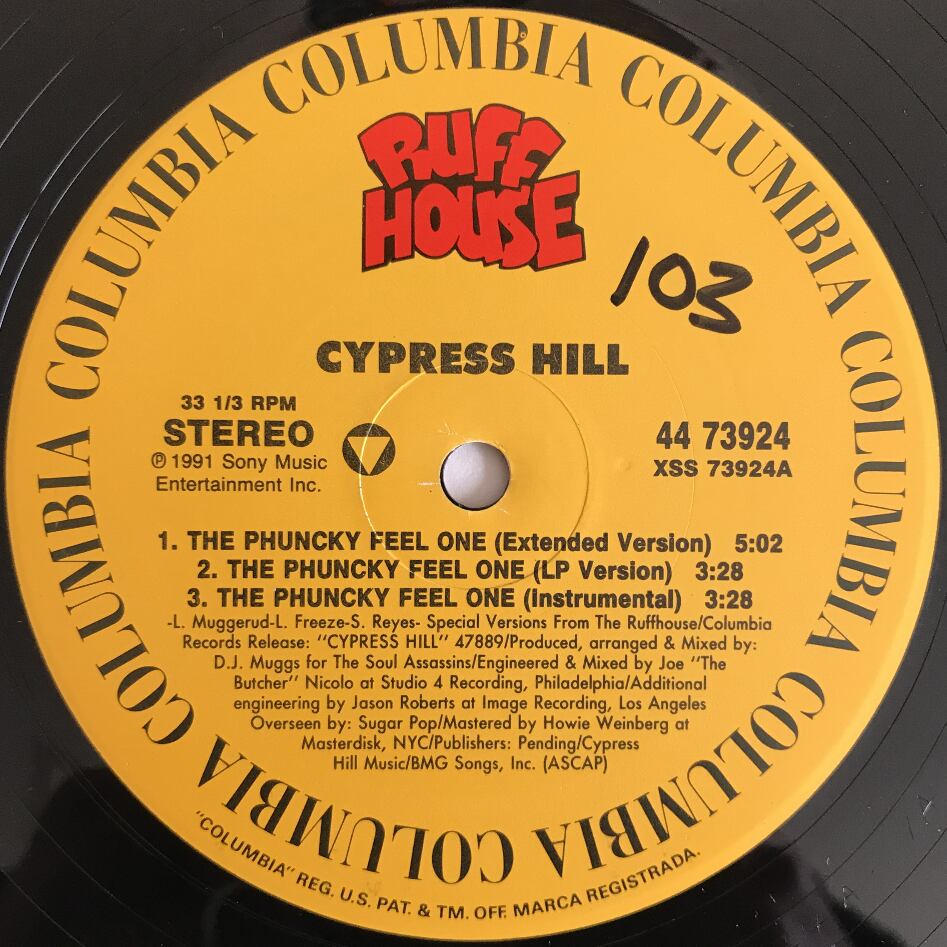 COLUMBIA COLUMBIA COLUMBIA COLUMBIA COLUMBIA COLUMBIA COLUMBIA COLUMBIA COLUMBIA
RUFF
HOUSE
103
CYPRESS HILL
33 1/3 RPM
STEREO
℗ 1991 Sony Music
Entertainment Inc.
44 73924
XSS 73924A
1. THE PHUNCKY FEEL ONE (Extended Version) 5:02
2. THE PHUNCKY FEEL ONE (LP Version) 3:28
3. THE PHUNCKY FEEL ONE (Instrumental) 3:28
-L. Muggerud-L. Freeze-S. Reyes- Special Versions From The Ruffhouse/Columbia
Records Release: "CYPRESS HILL" 47889/Produced, arranged & Mixed by:
D.J. Muggs for The Soul Assassins/Engineered & Mixed by Joe "The
Butcher" Nicolo at Studio 4 Recording, Philadelphia/Additional
engineering by Jason Roberts at Image Recording, Los Angeles
Overseen by: Sugar Pop/Mastered by Howie Weinberg at
Masterdisk, NYC/Publishers: Pending/Cypress
Hill Music/BMG Songs, Inc. (ASCAP)
"COLUMBIA" REG. U.S. PAT. & TM. OFF. MARCA REGISTRADA.